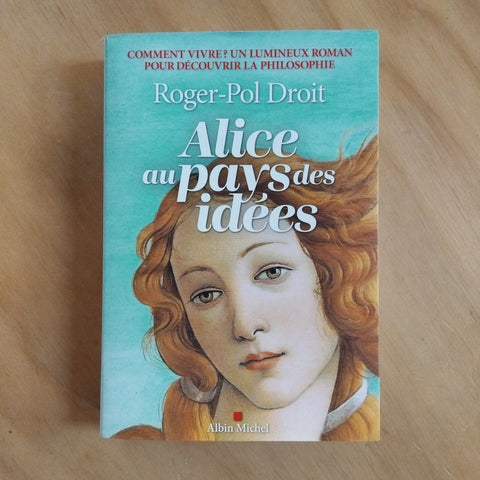 COMMENT VIVRE? UN LUMINEUX ROMAN
POUR DÉCOUVRIR LA PHILOSOPHIE
Roger-Pol Droit
Alice
au pays des
idées
Albin Michel